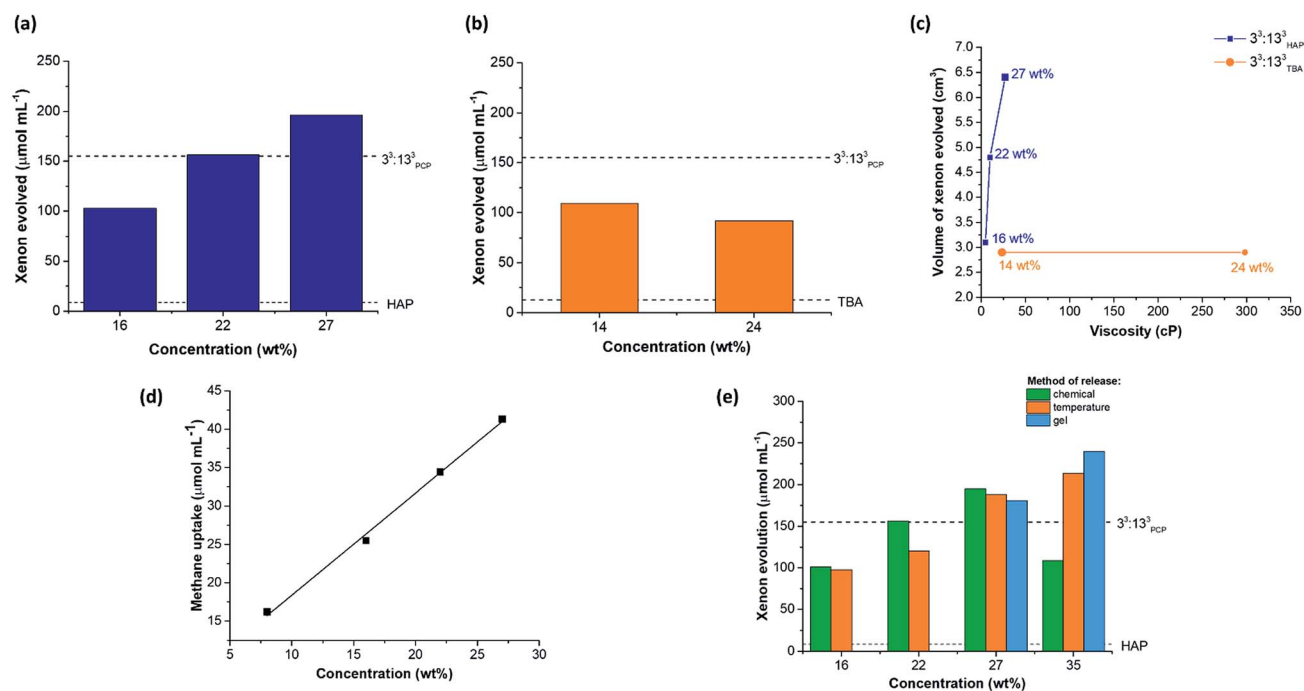 (a)
Xenon evolved (μmol mL⁻¹)
300
250
200
150
100
50
0
3³:13³PCP
HAP
16 22 27
Concentration (wt%)
(b)
Xenon evolved (μmol mL⁻¹)
300
250
200
150
100
50
0
3³:13³PCP
TBA
14 24
Concentration (wt%)
(c)
3³:13³HAP
3³:13³TBA
Volume of xenon evolved (cm³)
7.0
6.5
6.0
5.5
5.0
4.5
4.0
3.5
3.0
2.5
2.0
27 wt%
22 wt%
16 wt%
14 wt%
24 wt%
0 50 100 150 200 250 300 350
Viscosity (cP)
(d)
Methane uptake (μmol mL⁻¹)
45
40
35
30
25
20
15
5 10 15 20 25 30
Concentration (wt%)
(e)
Method of release:
chemical
temperature
gel
Xenon evolution (μmol mL⁻¹)
300
250
200
150
100
50
0
3³:13³PCP
HAP
16 22 27 35
Concentration (wt%)